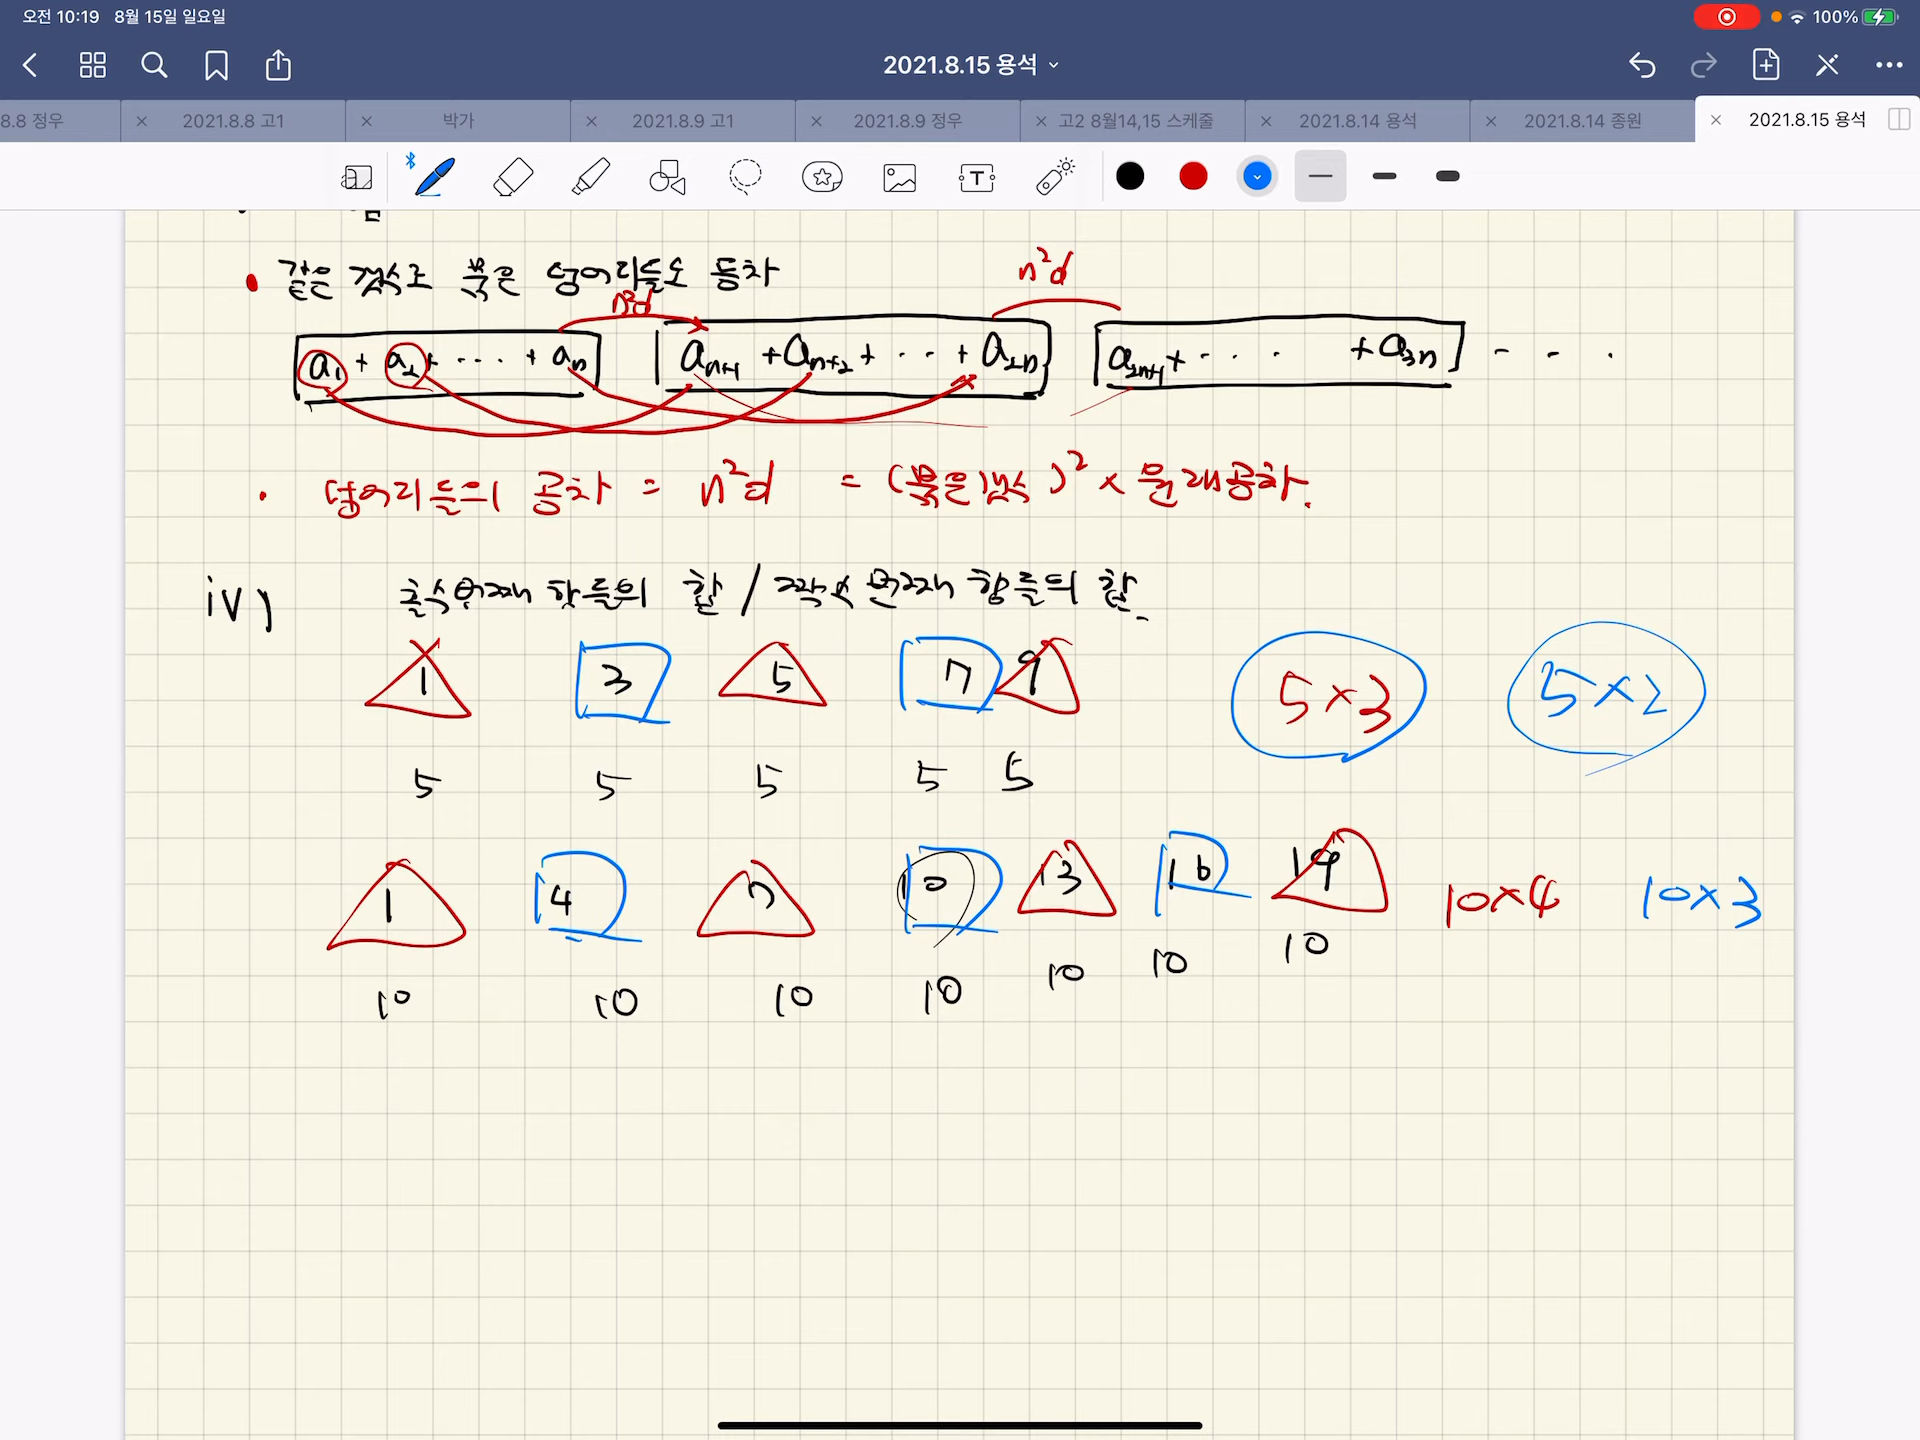 오전 10:19 8월 15일 일요일 100%
2021.8.15 용석
8.8 정우 × 2021.8.8 고1 × 박가 × 2021.8.9 고1 × 2021.8.9 정우 × 고2 8월14,15 스케줄 × 2021.8.14 용석 × 2021.8.14 종원 × 2021.8.15 용석
• 같은 갯수로 묶은 덩어리들도 등차
n²d n²d
a₁ + a₂ + ··· + aₙ aₙ₊₁ + aₙ₊₂ + ··· + a₂ₙ a₂ₙ₊₁ + ··· + a₃ₙ - - ·
· 덩어리들의 공차 = n²d = (묶은갯수)² × 원래공차.
iv) 홀수번째 항들의 합 / 짝수번째 항들의 합.
1 3 5 7 9 5×3 5×2
5 5 5 5 5
1 4 7 10 13 16 19 10×4 10×3
10 10 10 10 10 10 10